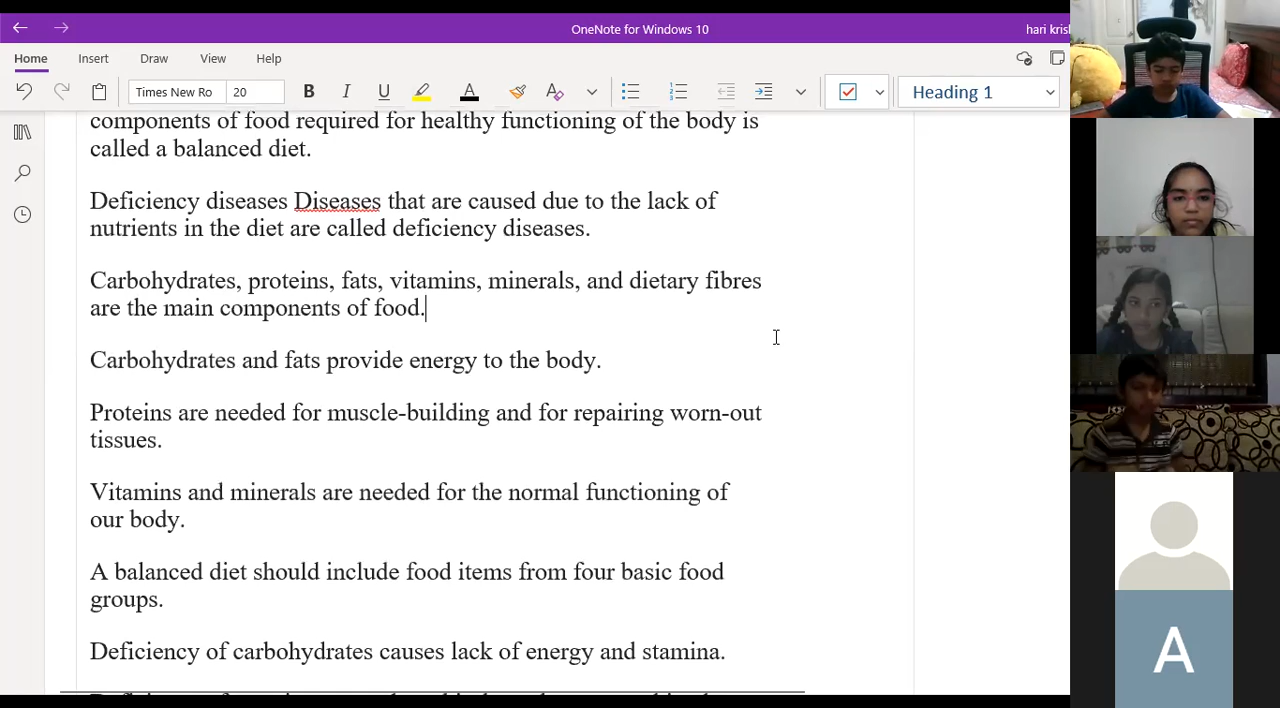 OneNote for Windows 10
hari kris
Home Insert Draw View Help
Times New Ro 20 B I U A Heading 1
components of food required for healthy functioning of the body is
called a balanced diet.
Deficiency diseases Diseases that are caused due to the lack of
nutrients in the diet are called deficiency diseases.
Carbohydrates, proteins, fats, vitamins, minerals, and dietary fibres
are the main components of food.
Carbohydrates and fats provide energy to the body.
Proteins are needed for muscle-building and for repairing worn-out
tissues.
Vitamins and minerals are needed for the normal functioning of
our body.
A balanced diet should include food items from four basic food
groups.
Deficiency of carbohydrates causes lack of energy and stamina.
A